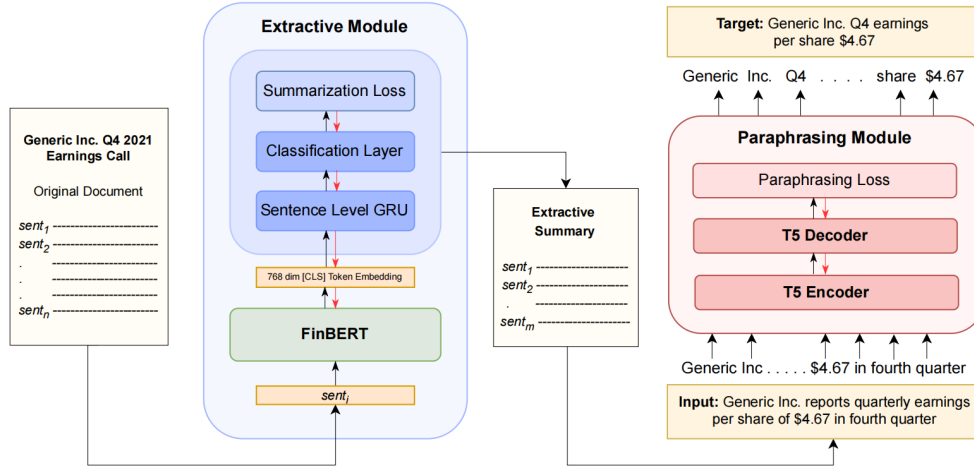 Generic Inc. Q4 2021
Earnings Call
Original Document
sent1 --------------------------
sent2 --------------------------
. --------------------------
. --------------------------
. --------------------------
sentn --------------------------
Extractive Module
Summarization Loss
Classification Layer
Sentence Level GRU
768 dim [CLS] Token Embedding
FinBERT
senti
Extractive
Summary
sent1 -----------------------
sent2 -----------------------
. -----------------------
sentm -----------------------
Target: Generic Inc. Q4 earnings
per share $4.67
Generic Inc. Q4 . . . . share $4.67
Paraphrasing Module
Paraphrasing Loss
T5 Decoder
T5 Encoder
Generic Inc . . . . . $4.67 in fourth quarter
Input: Generic Inc. reports quarterly earnings
per share of $4.67 in fourth quarter